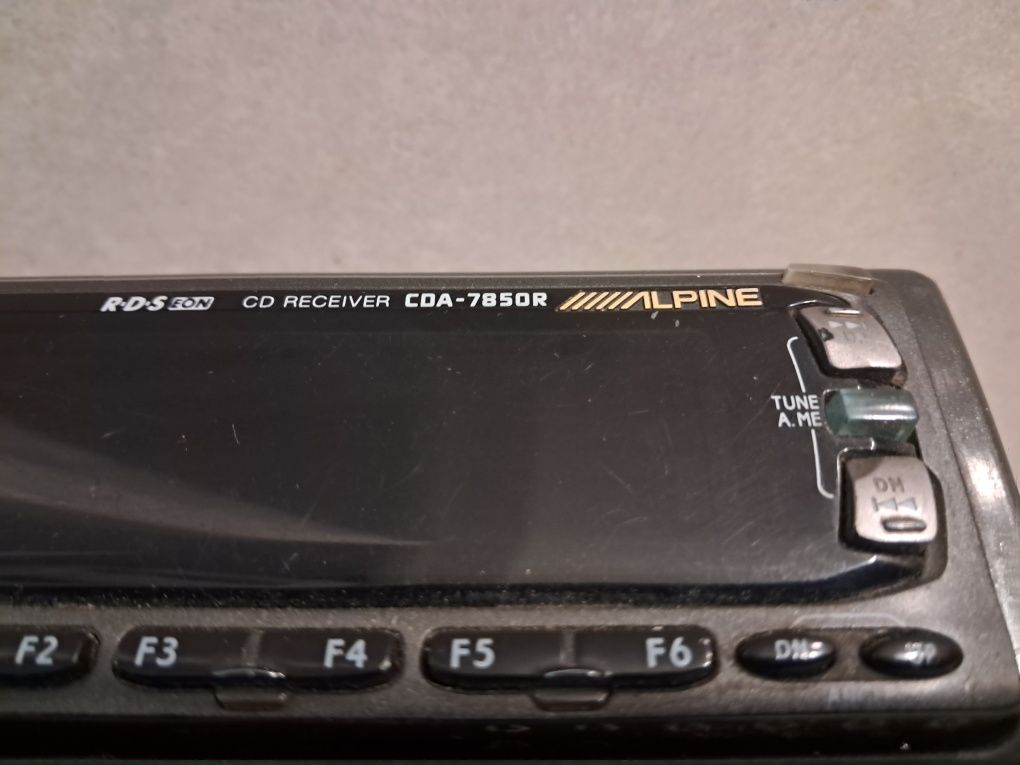 R·D·S EON CD RECEIVER CDA-7850R ALPINE
TUNE
A.ME
DN
F2 F3 F4 F5 F6 DN